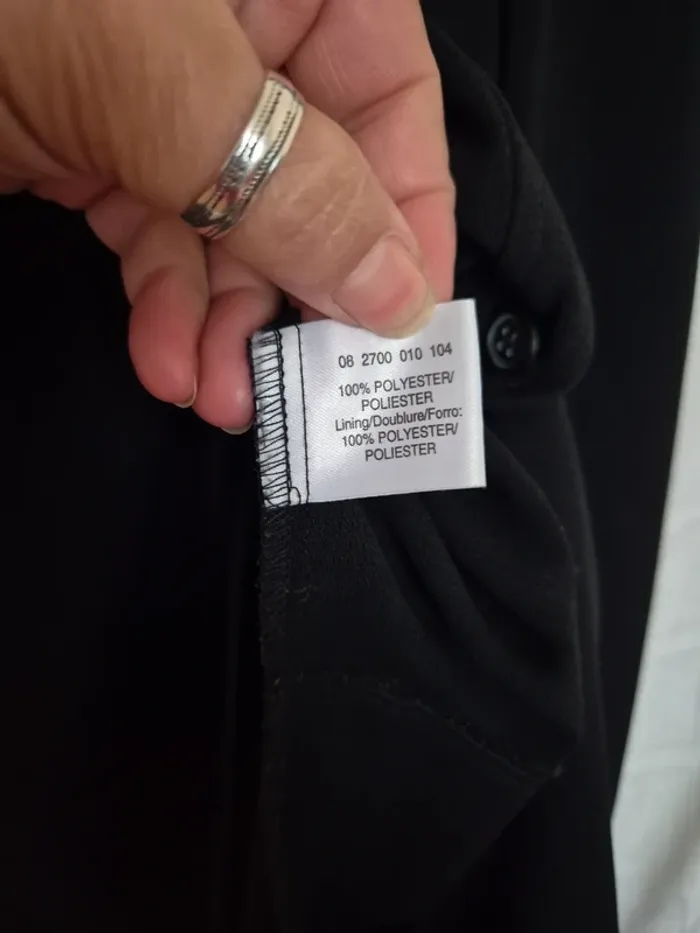 08 2700 010 104
100% POLYESTER/
POLIESTER
Lining/Doublure/Forro:
100% POLYESTER/
POLIESTER